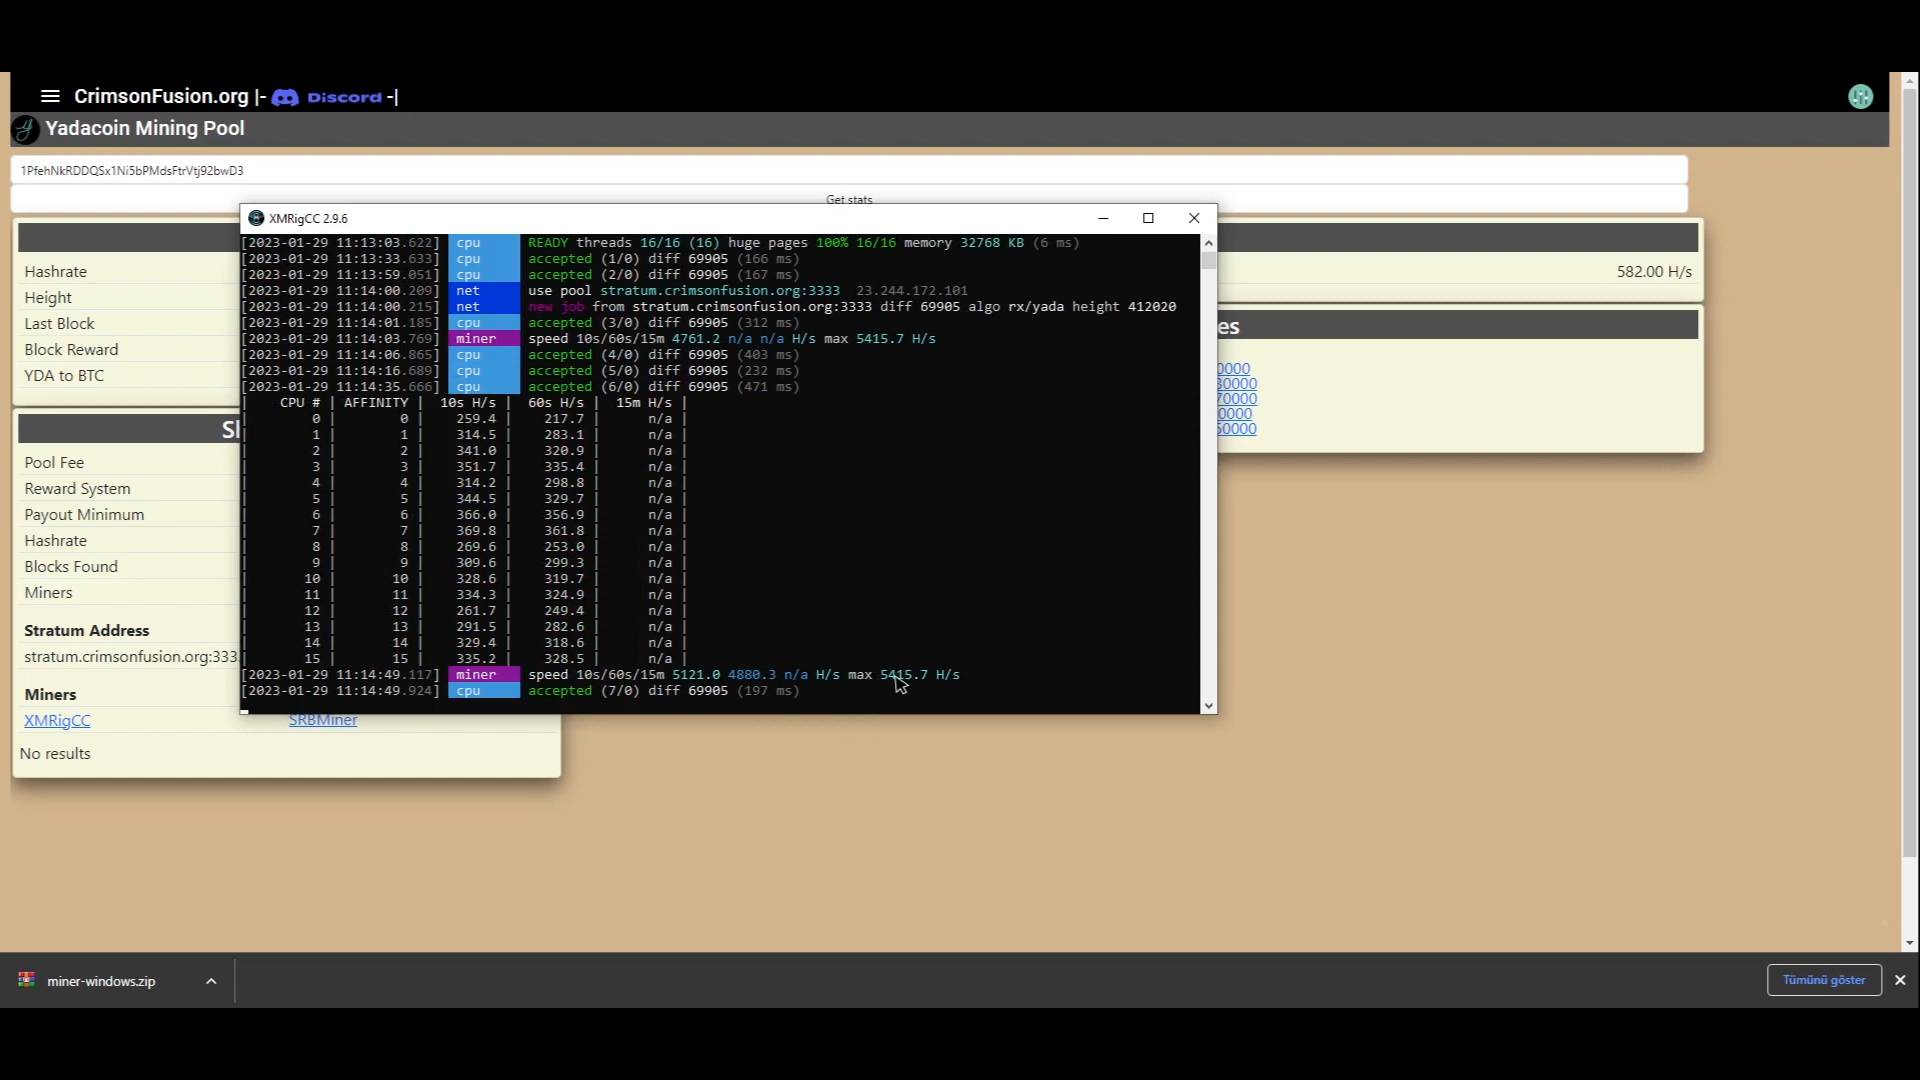 CrimsonFusion.org |- Discord -|
Yadacoin Mining Pool
1PfehNkRDDQSx1Ni5bPMdsFtrVtj92bwD3
Get stats
XMRigCC 2.9.6
[2023-01-29 11:13:03.622] cpu READY threads 16/16 (16) huge pages 100% 16/16 memory 32768 KB (6 ms)
[2023-01-29 11:13:33.633] cpu accepted (1/0) diff 69905 (166 ms)
[2023-01-29 11:13:59.051] cpu accepted (2/0) diff 69905 (167 ms)
[2023-01-29 11:14:00.209] net use pool stratum.crimsonfusion.org:3333 23.244.172.101
[2023-01-29 11:14:00.215] net new job from stratum.crimsonfusion.org:3333 diff 69905 algo rx/yada height 412020
[2023-01-29 11:14:01.185] cpu accepted (3/0) diff 69905 (312 ms)
[2023-01-29 11:14:03.769] miner speed 10s/60s/15m 4761.2 n/a n/a H/s max 5415.7 H/s
[2023-01-29 11:14:06.865] cpu accepted (4/0) diff 69905 (403 ms)
[2023-01-29 11:14:16.689] cpu accepted (5/0) diff 69905 (232 ms)
[2023-01-29 11:14:35.666] cpu accepted (6/0) diff 69905 (471 ms)
| CPU # | AFFINITY | 10s H/s | 60s H/s | 15m H/s |
| 0 | 0 | 259.4 | 217.7 | n/a |
| 1 | 1 | 314.5 | 283.1 | n/a |
| 2 | 2 | 341.0 | 320.9 | n/a |
| 3 | 3 | 351.7 | 335.4 | n/a |
| 4 | 4 | 314.2 | 298.8 | n/a |
| 5 | 5 | 344.5 | 329.7 | n/a |
| 6 | 6 | 366.0 | 356.9 | n/a |
| 7 | 7 | 369.8 | 361.8 | n/a |
| 8 | 8 | 269.6 | 253.0 | n/a |
| 9 | 9 | 309.6 | 299.3 | n/a |
| 10 | 10 | 328.6 | 319.7 | n/a |
| 11 | 11 | 334.3 | 324.9 | n/a |
| 12 | 12 | 261.7 | 249.4 | n/a |
| 13 | 13 | 291.5 | 282.6 | n/a |
| 14 | 14 | 329.4 | 318.6 | n/a |
| 15 | 15 | 335.2 | 328.5 | n/a |
[2023-01-29 11:14:49.117] miner speed 10s/60s/15m 5121.0 4880.3 n/a H/s max 5415.7 H/s
[2023-01-29 11:14:49.924] cpu accepted (7/0) diff 69905 (197 ms)
Hashrate
Height
Last Block
Block Reward
YDA to BTC
Pool Fee
Reward System
Payout Minimum
Hashrate
Blocks Found
Miners
Stratum Address
stratum.crimsonfusion.org:333
Miners
XMRigCC SRBMiner
No results
582.00 H/s
es
0000
30000
70000
0000
50000
miner-windows.zip
Tümünü göster